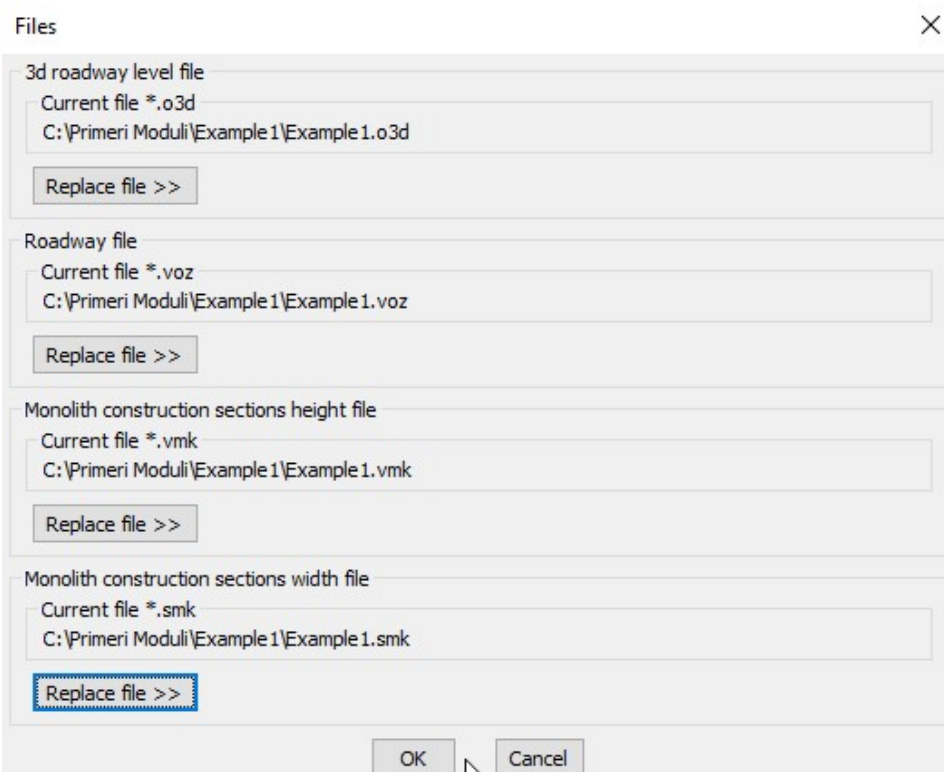 Files
3d roadway level file
Current file *.o3d
C:\Primeri Moduli\Example1\Example1.o3d
Replace file >>
Roadway file
Current file *.voz
C:\Primeri Moduli\Example1\Example1.voz
Replace file >>
Monolith construction sections height file
Current file *.vmk
C:\Primeri Moduli\Example1\Example1.vmk
Replace file >>
Monolith construction sections width file
Current file *.smk
C:\Primeri Moduli\Example1\Example1.smk
Replace file >>
OK Cancel